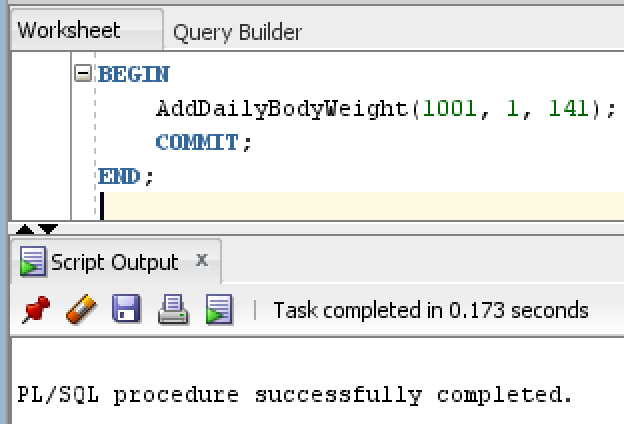 Worksheet Query Builder
BEGIN
AddDailyBodyWeight(1001, 1, 141);
COMMIT;
END;
Script Output x
Task completed in 0.173 seconds
PL/SQL procedure successfully completed.